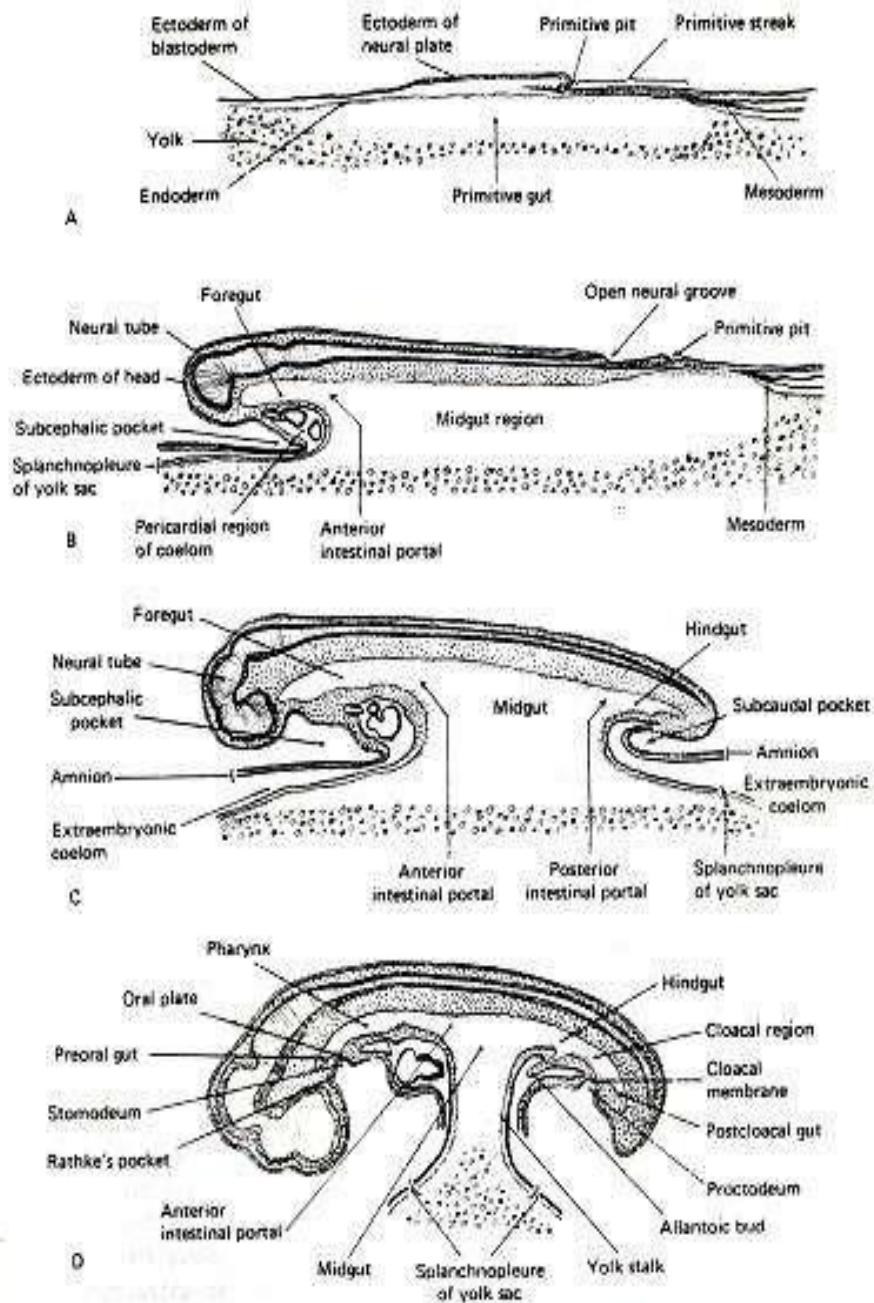 Ectoderm of
blastoderm
Ectoderm of
neural plate
Primitive pit
Primitive streak
Yolk
Endoderm
Primitive gut
Mesoderm
A
Foregut
Open neural groove
Neural tube
Primitive pit
Ectoderm of head
Midgut region
Subcephalic pocket
Splanchnopleure
of yolk sac
Pericardial region
of coelom
Anterior
intestinal portal
Mesoderm
B
Foregut
Hindgut
Neural tube
Subcephalic
pocket
Midgut
Subcaudal pocket
Amnion
Amnion
Extraembryonic
coelom
Extraembryonic
coelom
Anterior
intestinal portal
Posterior
intestinal portal
Splanchnopleure
of yolk sac
C
Pharynx
Hindgut
Oral plate
Cloacal region
Preoral gut
Cloacal
membrane
Stomodeum
Postcloacal gut
Rathke's pocket
Proctodeum
Anterior
intestinal portal
Allantoic bud
Midgut
Splanchnopleure
of yolk sac
Yolk stalk
D